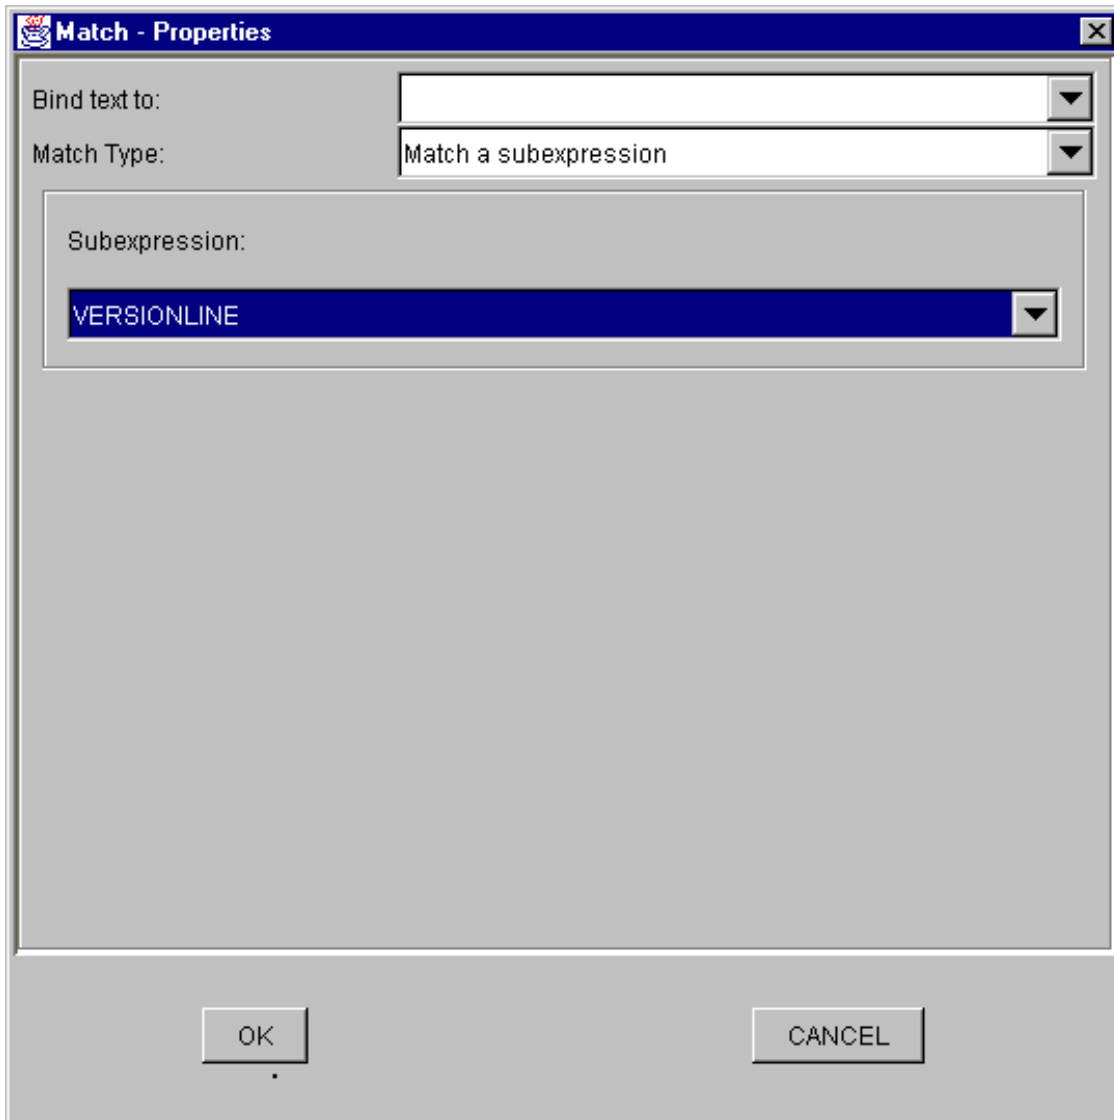 Match - Properties
Bind text to:
Match Type: Match a subexpression
Subexpression:
VERSIONLINE
OK CANCEL